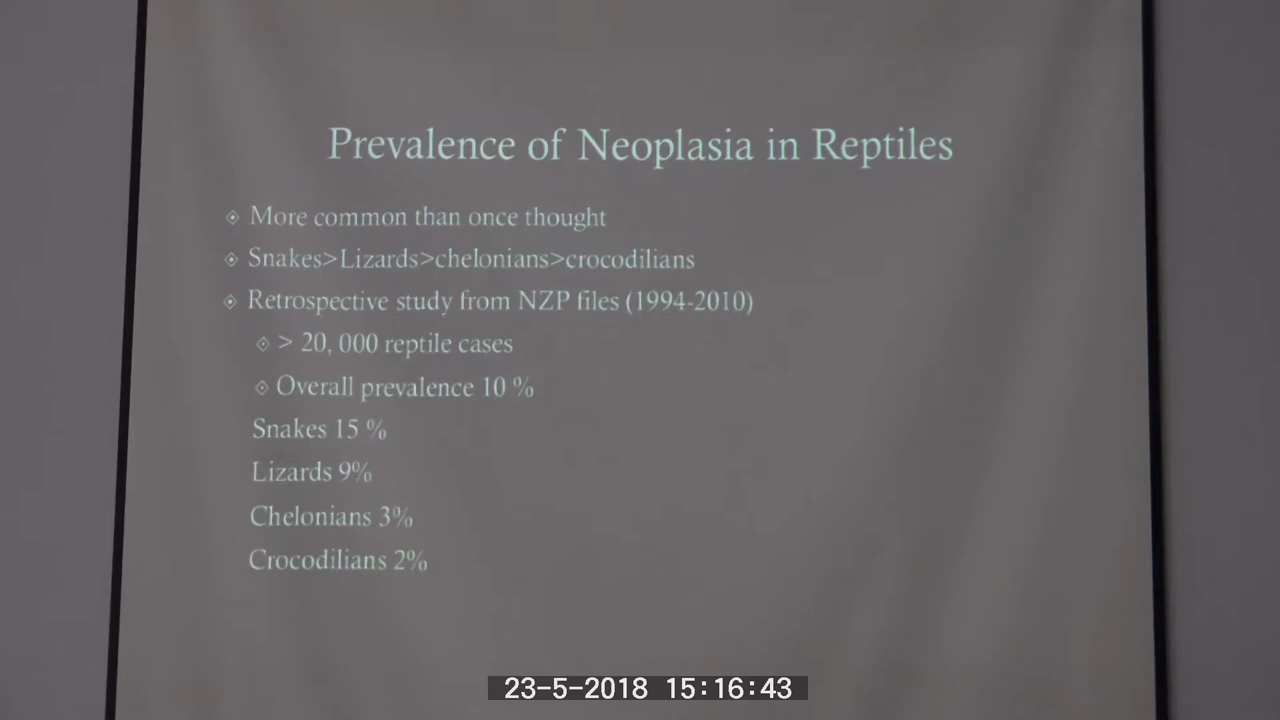 Prevalence of Neoplasia in Reptiles
More common than once thought
Snakes>Lizards>chelonians>crocodilians
Retrospective study from NZP files (1994-2010)
> 20, 000 reptile cases
Overall prevalence 10 %
Snakes 15 %
Lizards 9%
Chelonians 3%
Crocodilians 2%
23-5-2018 15:16:43